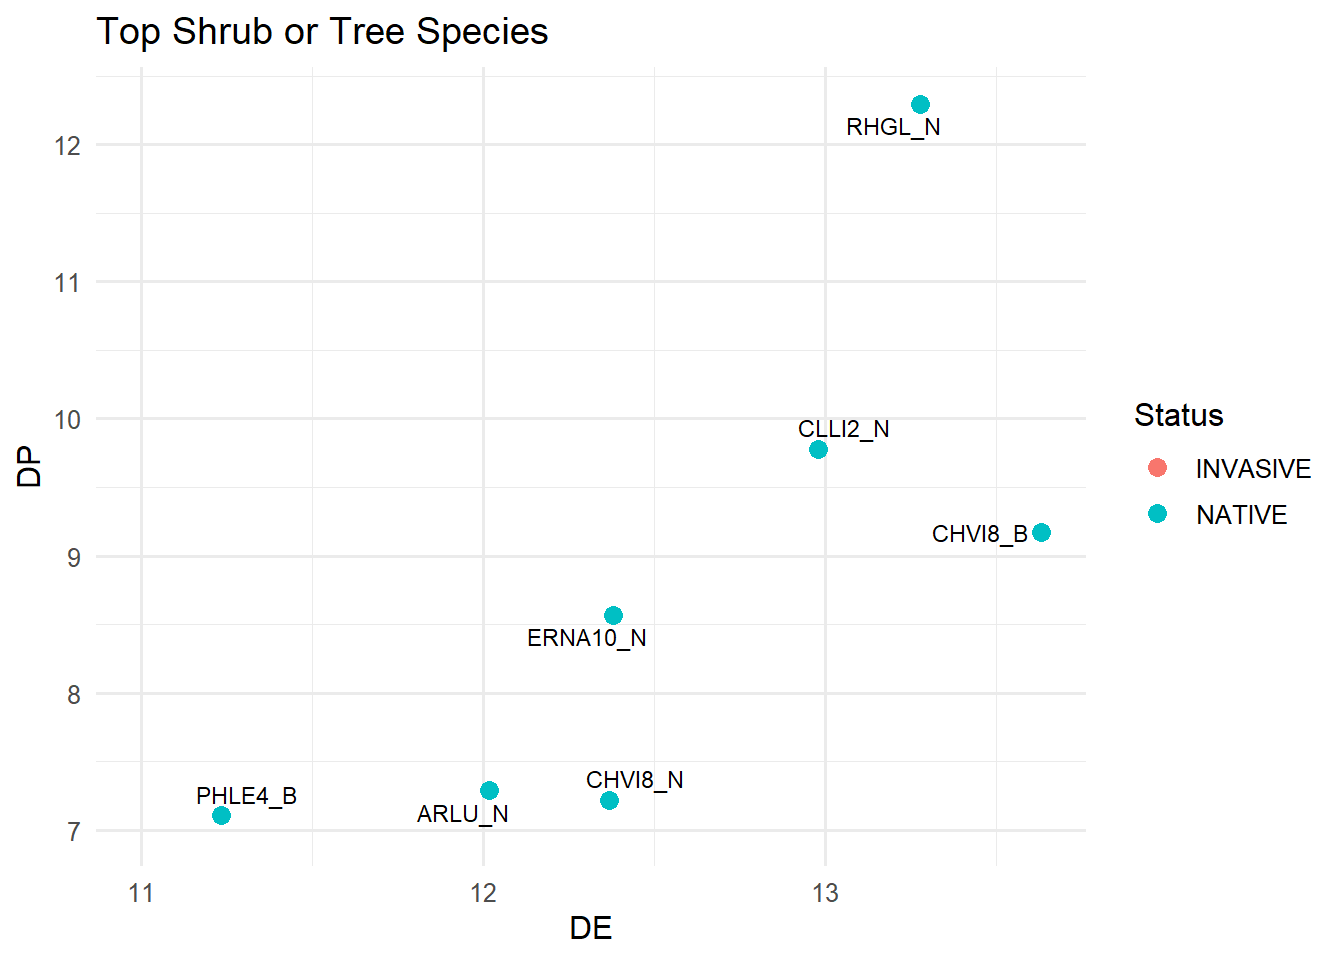 Top Shrub or Tree Species
12
11
10
9
8
7
DP
RHGL_N
CLLI2_N
CHVI8_B
ERNA10_N
CHVI8_N
PHLE4_B
ARLU_N
11
12
13
DE
Status
INVASIVE
NATIVE